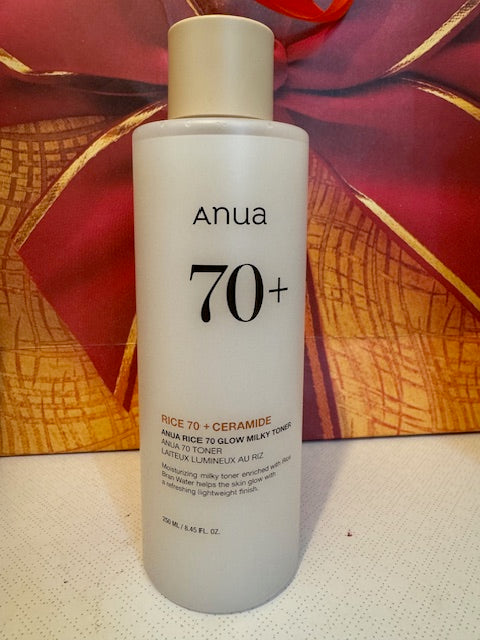 Anua
70+
RICE 70 + CERAMIDE
ANUA RICE 70 GLOW MILKY TONER
ANUA 70 TONER
LAITEUX LUMINEUX AU RIZ
Moisturizing milky toner enriched with Rice
Bran Water helps the skin glow with
a refreshing lightweight finish.
250 ML / 8.45 FL. OZ.